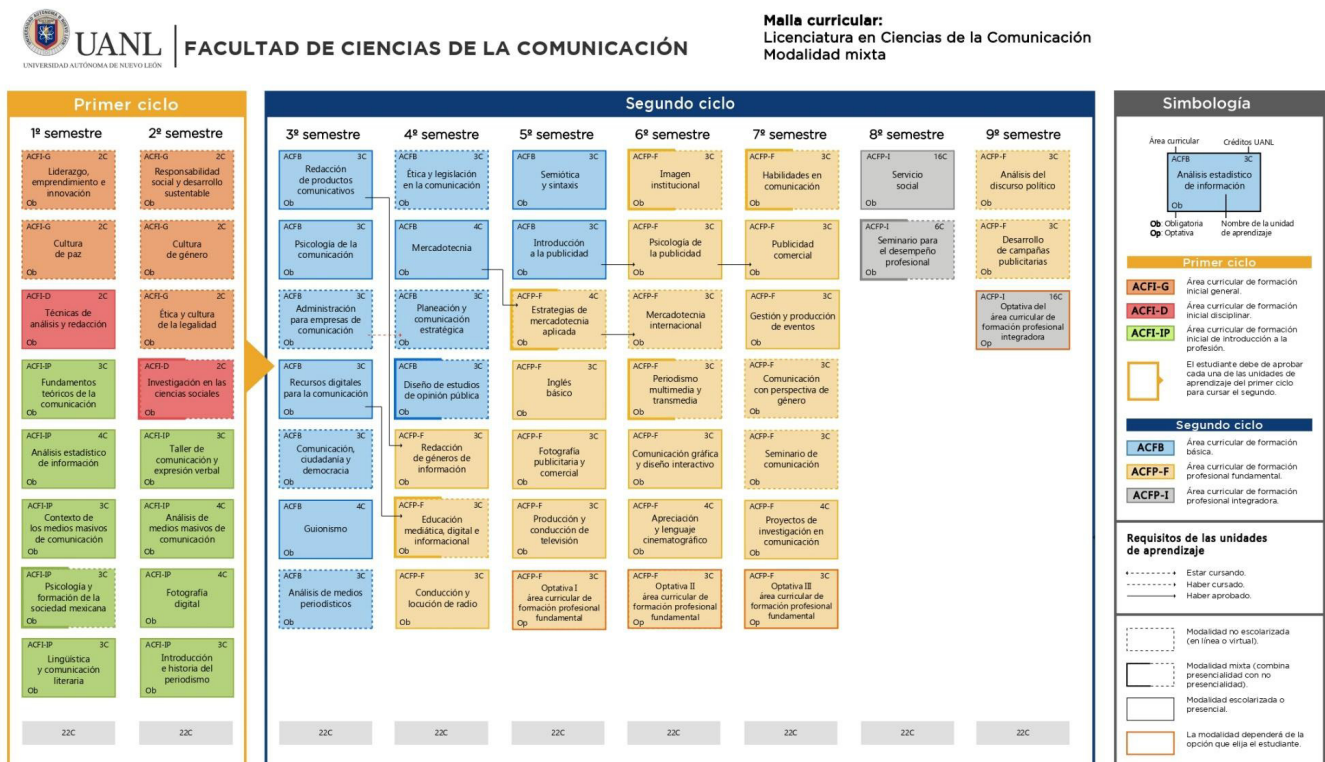 UANL
UNIVERSIDAD AUTÓNOMA DE NUEVO LEÓN
FACULTAD DE CIENCIAS DE LA COMUNICACIÓN
Malla curricular:
Licenciatura en Ciencias de la Comunicación
Modalidad mixta
Primer ciclo
1º semestre
ACFI-G 2C
Liderazgo,
emprendimiento e
innovación
Ob
ACFI-G 2C
Cultura
de paz
Ob
ACFI-D 2C
Técnicas de
análisis y redacción
Ob
ACFI-IP 3C
Fundamentos
teóricos de la
comunicación
Ob
ACFI-IP 4C
Análisis estadístico
de información
Ob
ACFI-IP 3C
Contexto de
los medios masivos
de comunicación
Ob
ACFI-IP 3C
Psicología y
formación de la
sociedad mexicana
Ob
ACFI-IP 3C
Lingüística
y comunicación
literaria
Ob
22C
2º semestre
ACFI-G 2C
Responsabilidad
social y desarrollo
sustentable
Ob
ACFI-G 2C
Cultura
de género
Ob
ACFI-G 2C
Ética y cultura
de la legalidad
Ob
ACFI-D 2C
Investigación en las
ciencias sociales
Ob
ACFI-IP 3C
Taller de
comunicación y
expresión verbal
Ob
ACFI-IP 4C
Análisis de
medios masivos de
comunicación
Ob
ACFI-IP 4C
Fotografía
digital
Ob
ACFI-IP 3C
Introducción
e historia del
periodismo
Ob
22C
Segundo ciclo
3º semestre
ACFB 3C
Redacción
de productos
comunicativos
Ob
ACFB 3C
Psicología de la
comunicación
Ob
ACFB 3C
Administración
para empresas de
comunicación
Ob
ACFB 3C
Recursos digitales
para la comunicación
Ob
ACFB 3C
Comunicación,
ciudadanía y
democracia
Ob
ACFB 4C
Guionismo
Ob
ACFB 3C
Análisis de medios
periodísticos
Ob
22C
4º semestre
ACFB 3C
Ética y legislación
en la comunicación
Ob
ACFB 4C
Mercadotecnia
Ob
ACFB 3C
Planeación y
comunicación
estratégica
Ob
ACFB 3C
Diseño de estudios
de opinión pública
Ob
ACFP-F 3C
Redacción
de géneros de
información
Ob
ACFP-F 3C
Educación
mediática, digital e
informacional
Ob
ACFP-F 3C
Conducción y
locución de radio
Ob
22C
5º semestre
ACFB 3C
Semiótica
y sintaxis
Ob
ACFB 3C
Introducción
a la publicidad
Ob
ACFP-F 4C
Estrategias de
mercadotecnia
aplicada
Ob
ACFP-F 3C
Inglés
básico
Ob
ACFP-F 3C
Fotografía
publicitaria y
comercial
Ob
ACFP-F 3C
Producción y
conducción de
televisión
Ob
ACFP-F 3C
Optativa I
área curricular de
formación profesional
fundamental
Op
22C
6º semestre
ACFP-F 3C
Imagen
institucional
Ob
ACFP-F 3C
Psicología de
la publicidad
Ob
ACFP-F 3C
Mercadotecnia
internacional
Ob
ACFP-F 3C
Periodismo
multimedia y
transmedia
Ob
ACFP-F 3C
Comunicación gráfica
y diseño interactivo
Ob
ACFP-F 4C
Apreciación
y lenguaje
cinematográfico
Ob
ACFP-F 3C
Optativa II
área curricular de
formación profesional
fundamental
Op
22C
7º semestre
ACFP-F 3C
Habilidades en
comunicación
Ob
ACFP-F 3C
Publicidad
comercial
Ob
ACFP-F 3C
Gestión y producción
de eventos
Ob
ACFP-F 3C
Comunicación
con perspectiva de
género
Ob
ACFP-F 3C
Seminario de
comunicación
Ob
ACFP-F 4C
Proyectos de
investigación en
comunicación
Ob
ACFP-F 3C
Optativa III
área curricular de
formación profesional
fundamental
Op
22C
8º semestre
ACFP-I 16C
Servicio
social
Ob
ACFP-I 6C
Seminario para
el desempeño
profesional
Ob
22C
9º semestre
ACFP-F 3C
Análisis del
discurso político
Ob
ACFP-F 3C
Desarrollo
de campañas
publicitarias
Ob
ACFP-I 16C
Optativa del
área curricular de
formación profesional
integradora
Op
22C
Simbología
Área curricular Créditos UANL
ACFB 3C
Análisis estadístico
de información
Ob
Ob: Obligatoria
Op: Optativa
Nombre de la unidad
de aprendizaje
Primer ciclo
ACFI-G
Área curricular de formación
inicial general.
ACFI-D
Área curricular de formación
inicial disciplinar.
ACFI-IP
Área curricular de formación
inicial de introducción a la
profesión.
El estudiante debe de aprobar
cada una de las unidades de
aprendizaje del primer ciclo
para cursar el segundo.
Segundo ciclo
ACFB
Área curricular de formación
básica.
ACFP-F
Área curricular de formación
profesional fundamental.
ACFP-I
Área curricular de formación
profesional integradora.
Requisitos de las unidades
de aprendizaje
Estar cursando.
Haber cursado.
Haber aprobado.
Modalidad no escolarizada
(en línea o virtual).
Modalidad mixta (combina
presencialidad con no
presencialidad).
Modalidad escolarizada o
presencial.
La modalidad dependerá de la
opción que elija el estudiante.